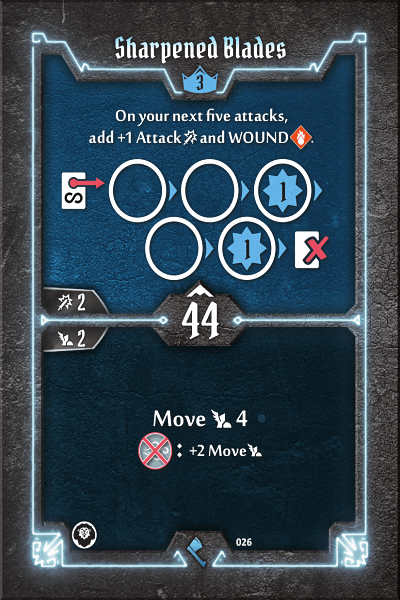 Sharpened Blades
3
On your next five attacks,
add +1 Attack and WOUND.
1
1
2
44
2
Move 4
: +2 Move
026